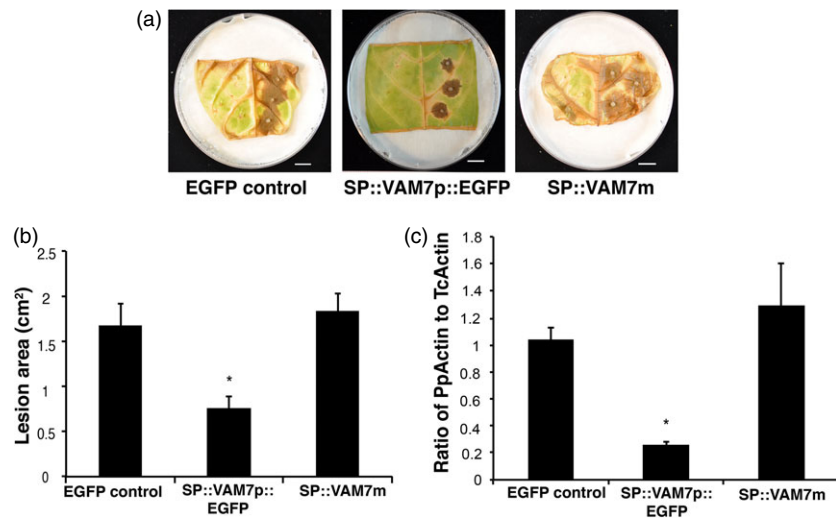 (a)
EGFP control
SP::VAM7p::EGFP
SP::VAM7m
(b)
Lesion area (cm²)
2.5
2
1.5
1
0.5
0
*
EGFP control
SP::VAM7p::
EGFP
SP::VAM7m
(c)
Ratio of PpActin to TcActin
1.8
1.6
1.4
1.2
1.0
0.8
0.6
0.4
0.2
0
*
EGFP control
SP::VAM7p::
EGFP
SP::VAM7m